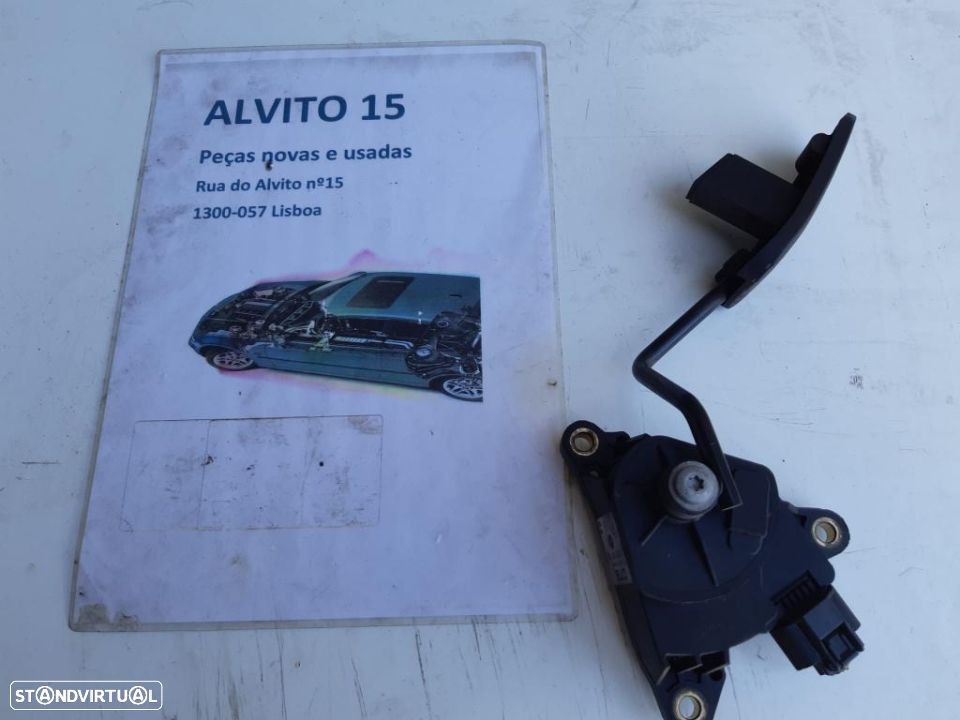 ALVITO 15
Peças novas e usadas
Rua do Alvito nº15
1300-057 Lisboa
STANDVIRTUAL